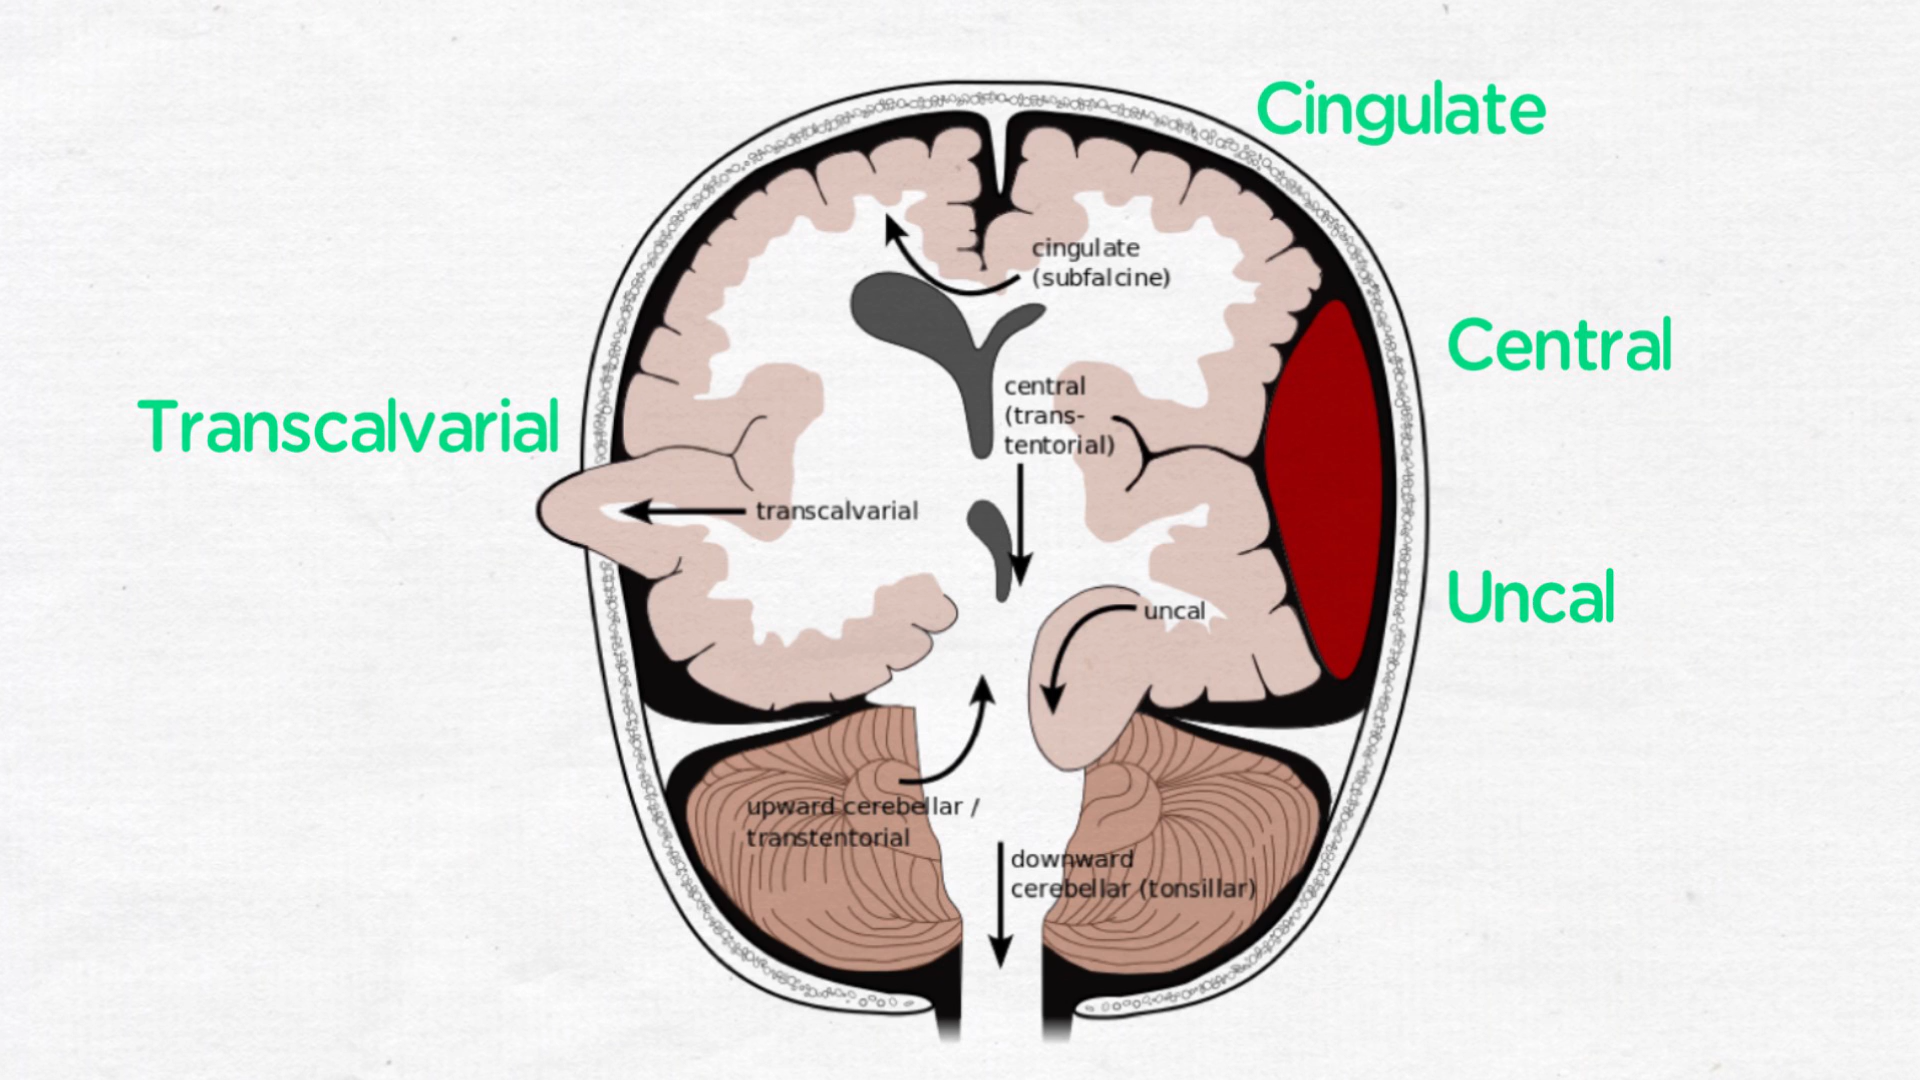 Cingulate
cingulate
(subfalcine)
Central
central
(trans-
tentorial)
Transcalvarial
transcalvarial
Uncal
uncal
upward cerebellar /
transtentorial
downward
cerebellar (tonsillar)